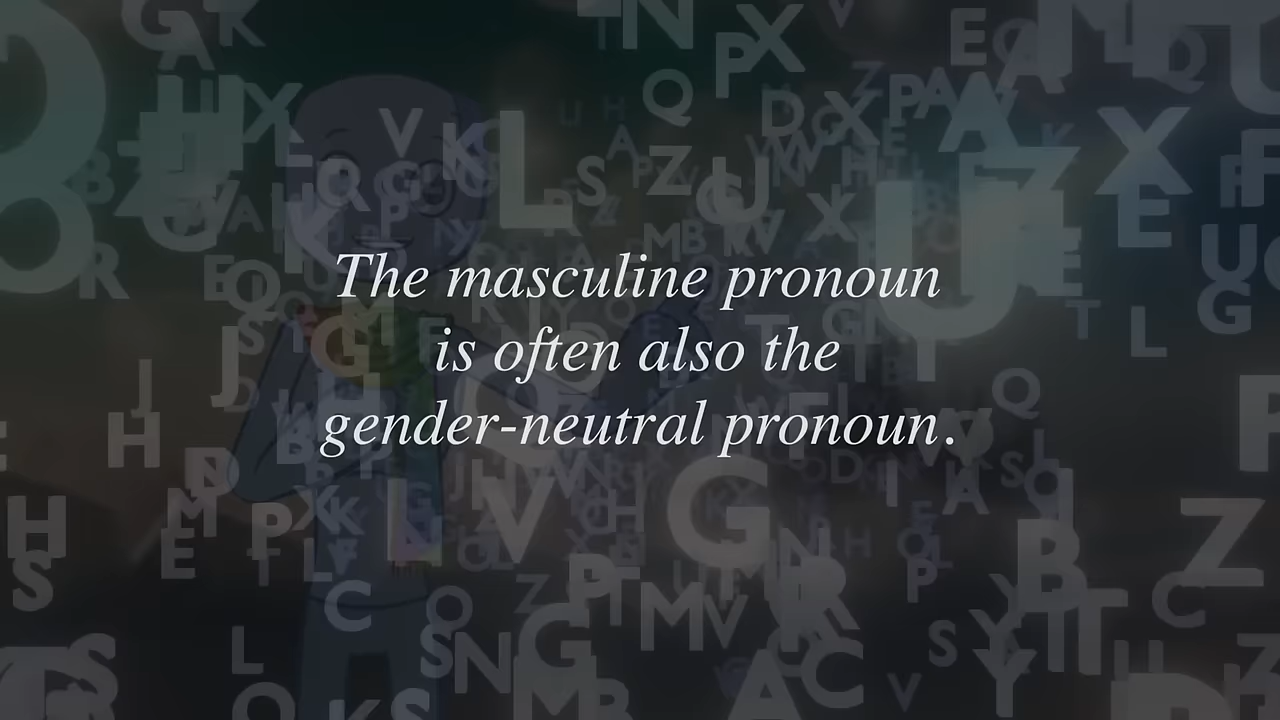 The masculine pronoun
is often also the
gender-neutral pronoun.